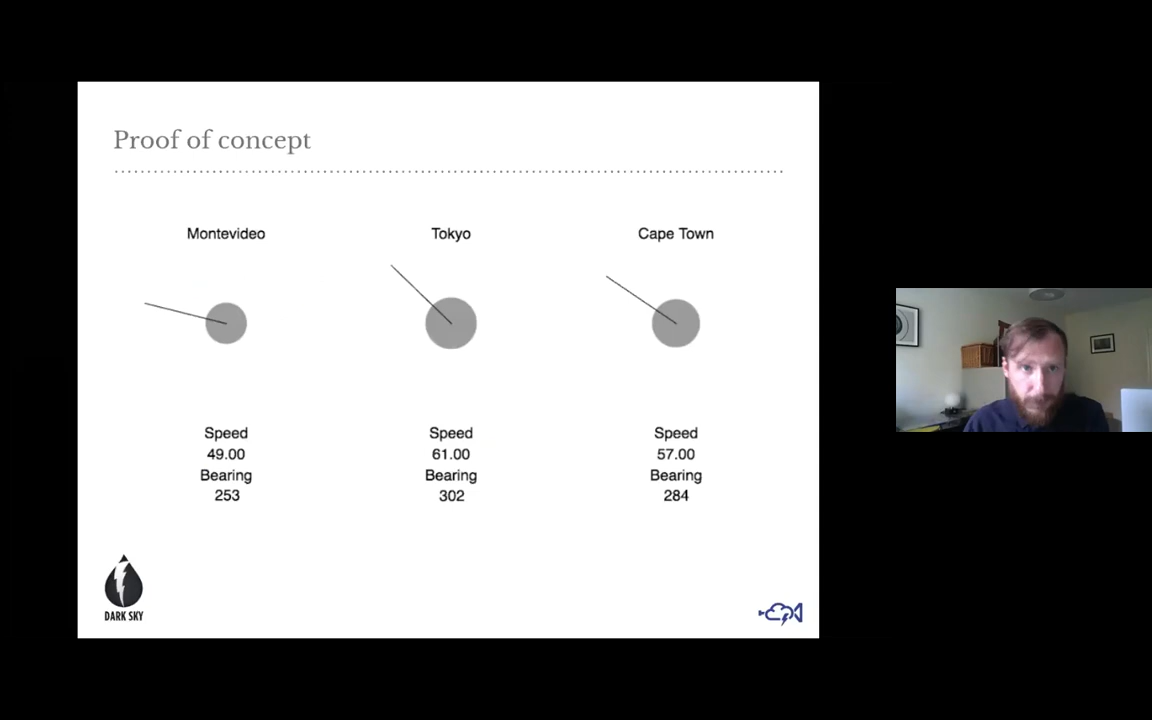 Proof of concept
Montevideo
Tokyo
Cape Town
Speed
49.00
Bearing
253
Speed
61.00
Bearing
302
Speed
57.00
Bearing
284
DARK SKY